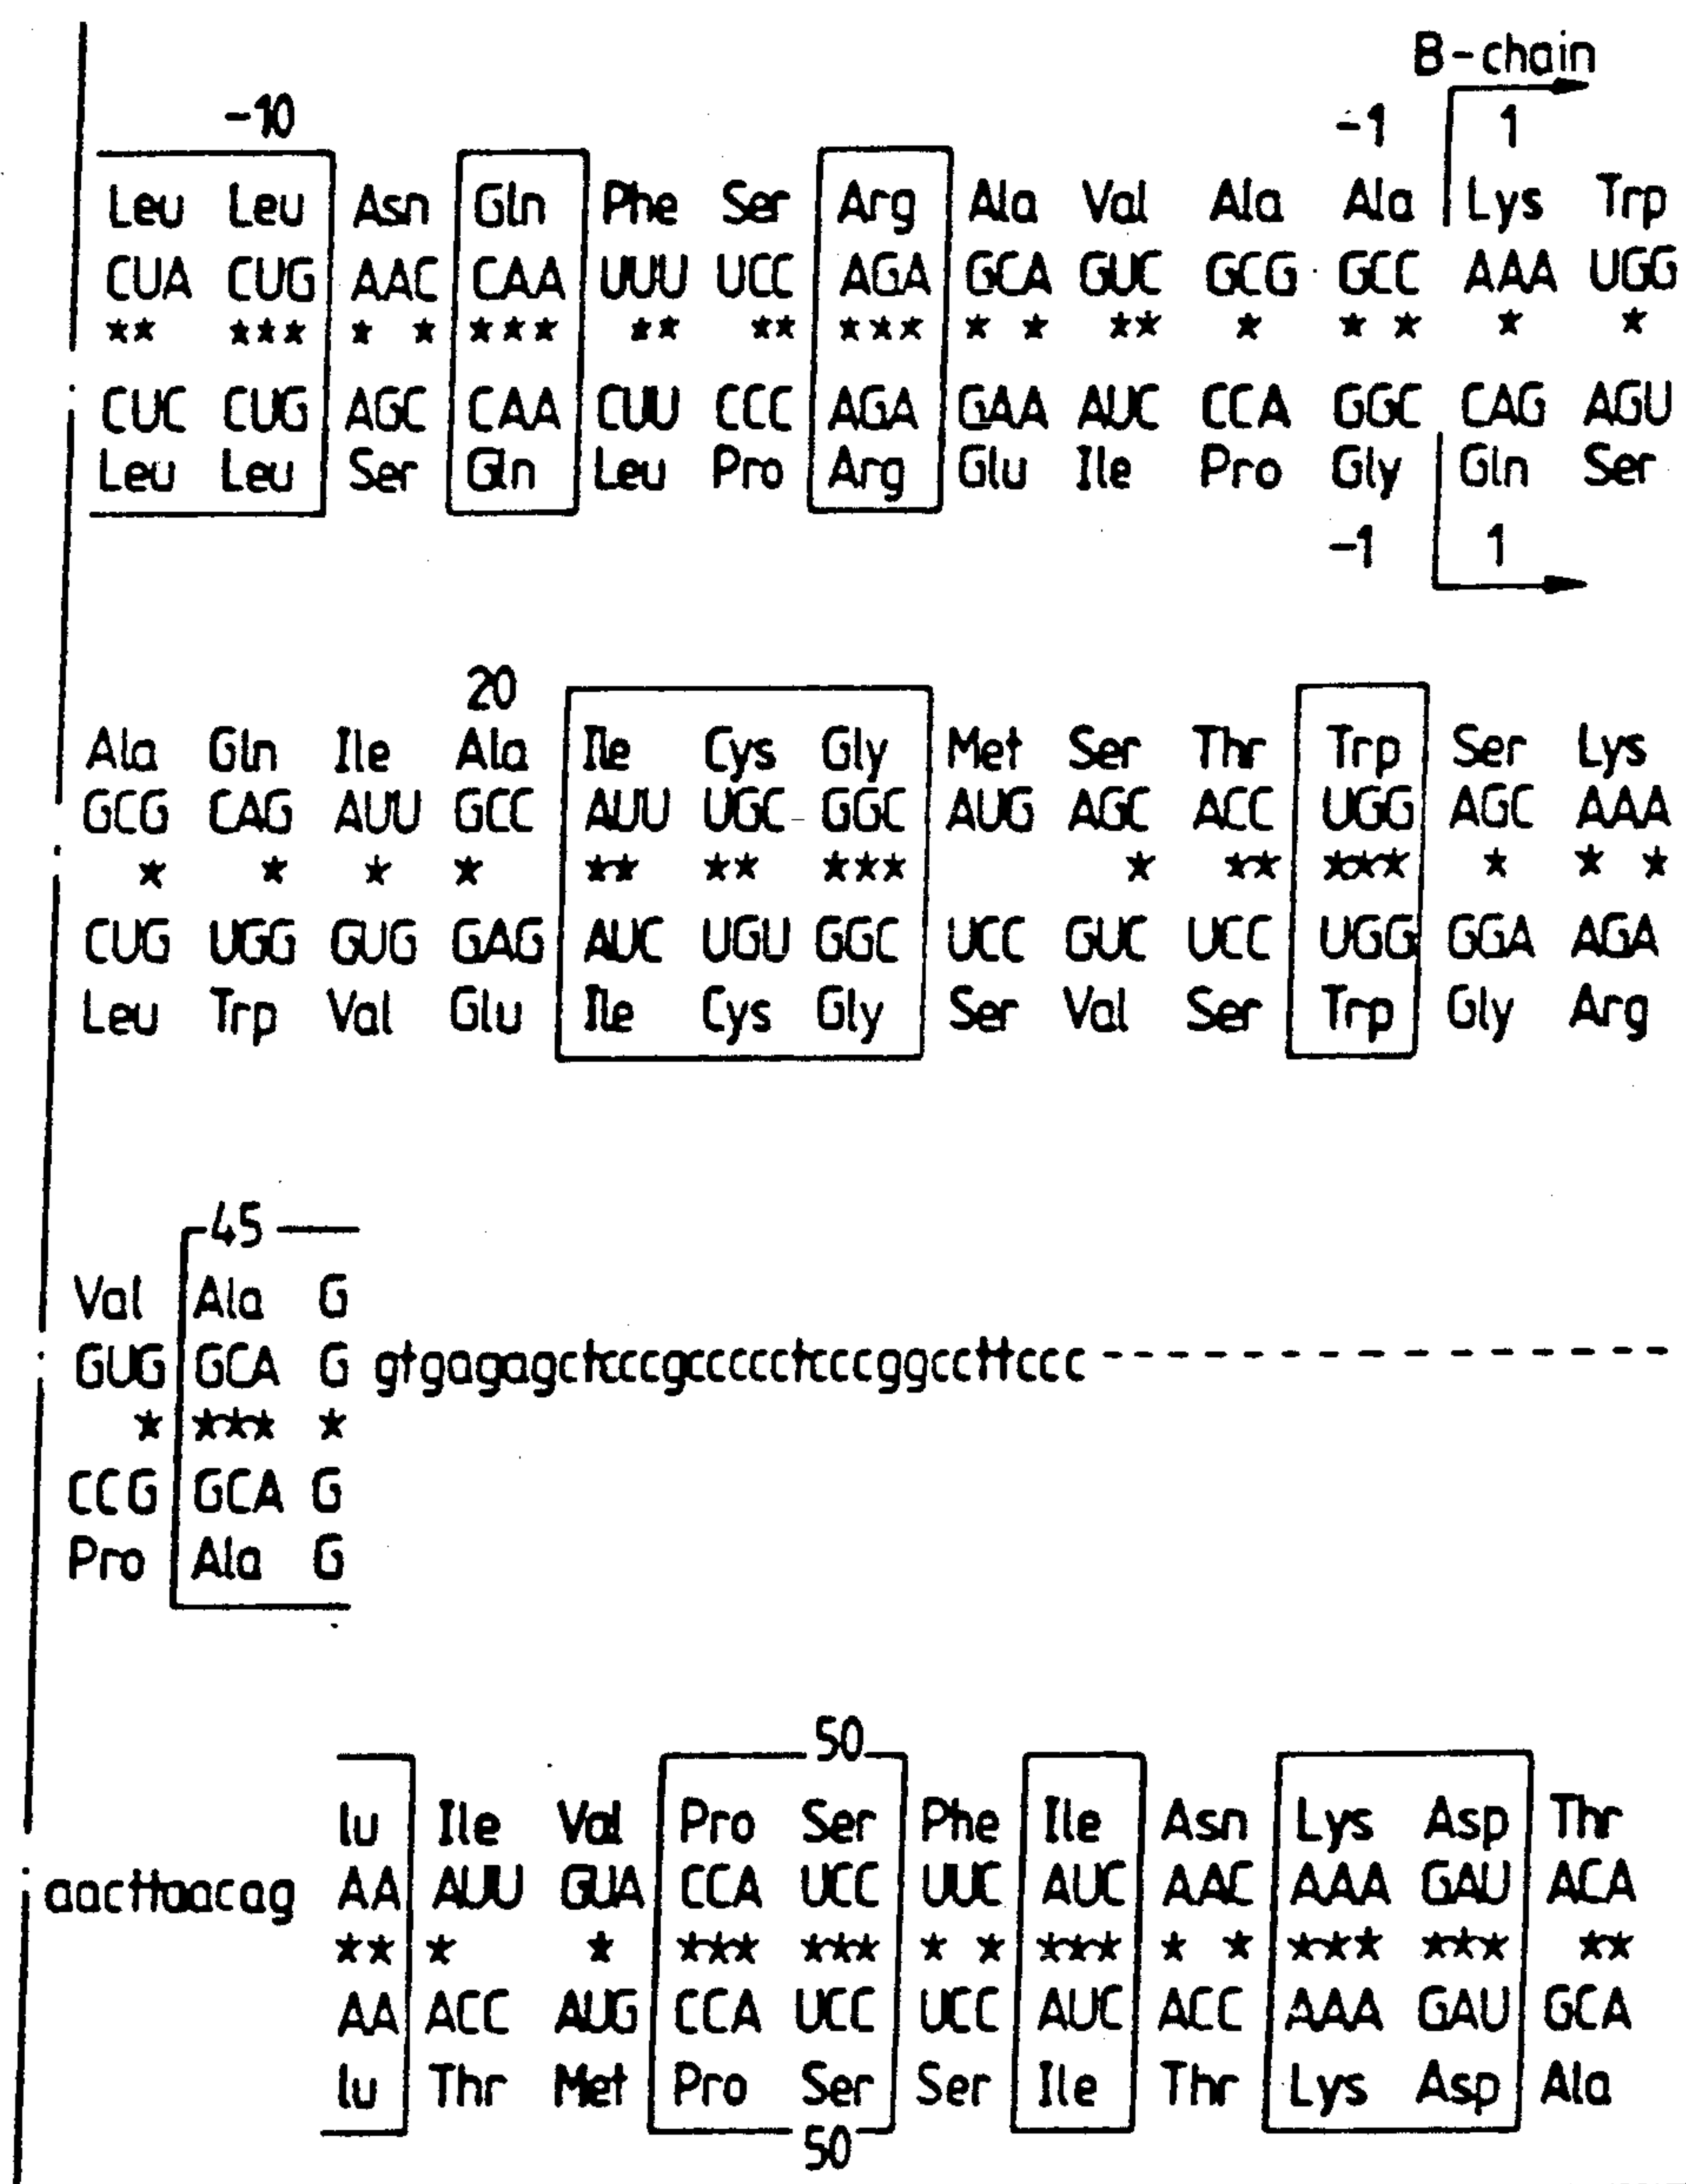 B-chain
-10 -1 1
Leu Leu Asn Gln Phe Ser Arg Ala Val Ala Ala Lys Trp
CUA CUG AAC CAA UUU UCC AGA GCA GUC GCG GCC AAA UGG
** *** * * *** ** ** *** * * ** * * * * *
CUC CUG AGC CAA CUU CCC AGA GAA AUC CCA GGC CAG AGU
Leu Leu Ser Gln Leu Pro Arg Glu Ile Pro Gly Gln Ser
-1 1
20
Ala Gln Ile Ala Ile Cys Gly Met Ser Thr Trp Ser Lys
GCG CAG AUU GCC AUU UGC GGC AUG AGC ACC UGG AGC AAA
* * * * ** ** *** * ** *** * * *
CUG UGG GUG GAG AUC UGU GGC UCC GUC UCC UGG GGA AGA
Leu Trp Val Glu Ile Cys Gly Ser Val Ser Trp Gly Arg
45
Val Ala G
GUG GCA G gtgagagctcccgcccccctcccggccttccc----------------
* *** *
CCG GCA G
Pro Ala G
50
lu Ile Val Pro Ser Phe Ile Asn Lys Asp Thr
aacttaacag AA AUU GUA CCA UCC UUC AUC AAC AAA GAU ACA
** * * *** *** * * *** * * *** *** **
AA ACC AUG CCA UCC UCC AUC ACC AAA GAU GCA
lu Thr Met Pro Ser Ser Ile Thr Lys Asp Ala
50